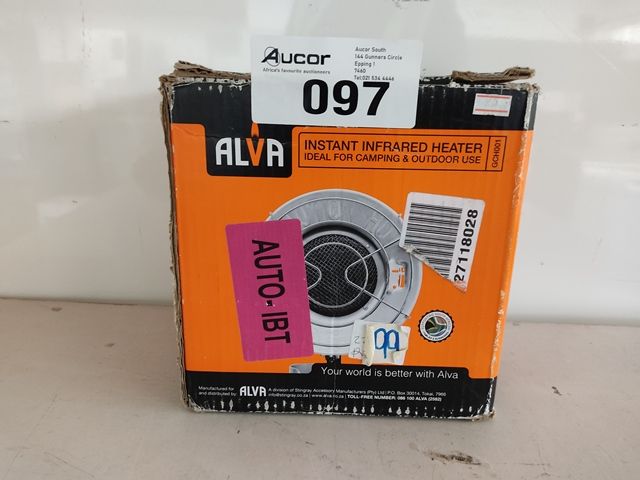 Aucor
Africa's favourite auctioneers
Aucor South
144 Gunners Circle
Epping 1
7460
Tel:021 534 4446
097
ALVA
INSTANT INFRARED HEATER
IDEAL FOR CAMPING & OUTDOOR USE
GCH001
27118028
AUTO-IBT
99
Your world is better with Alva
Manufactured for
and distributed by:
ALVA
A division of Stingray Accessory Manufacturers (Pty) Ltd | P.O. Box 30014, Tokai, 7966
info@stingray.co.za | www.alva.co.za | TOLL-FREE NUMBER: 086 100 ALVA (2582)